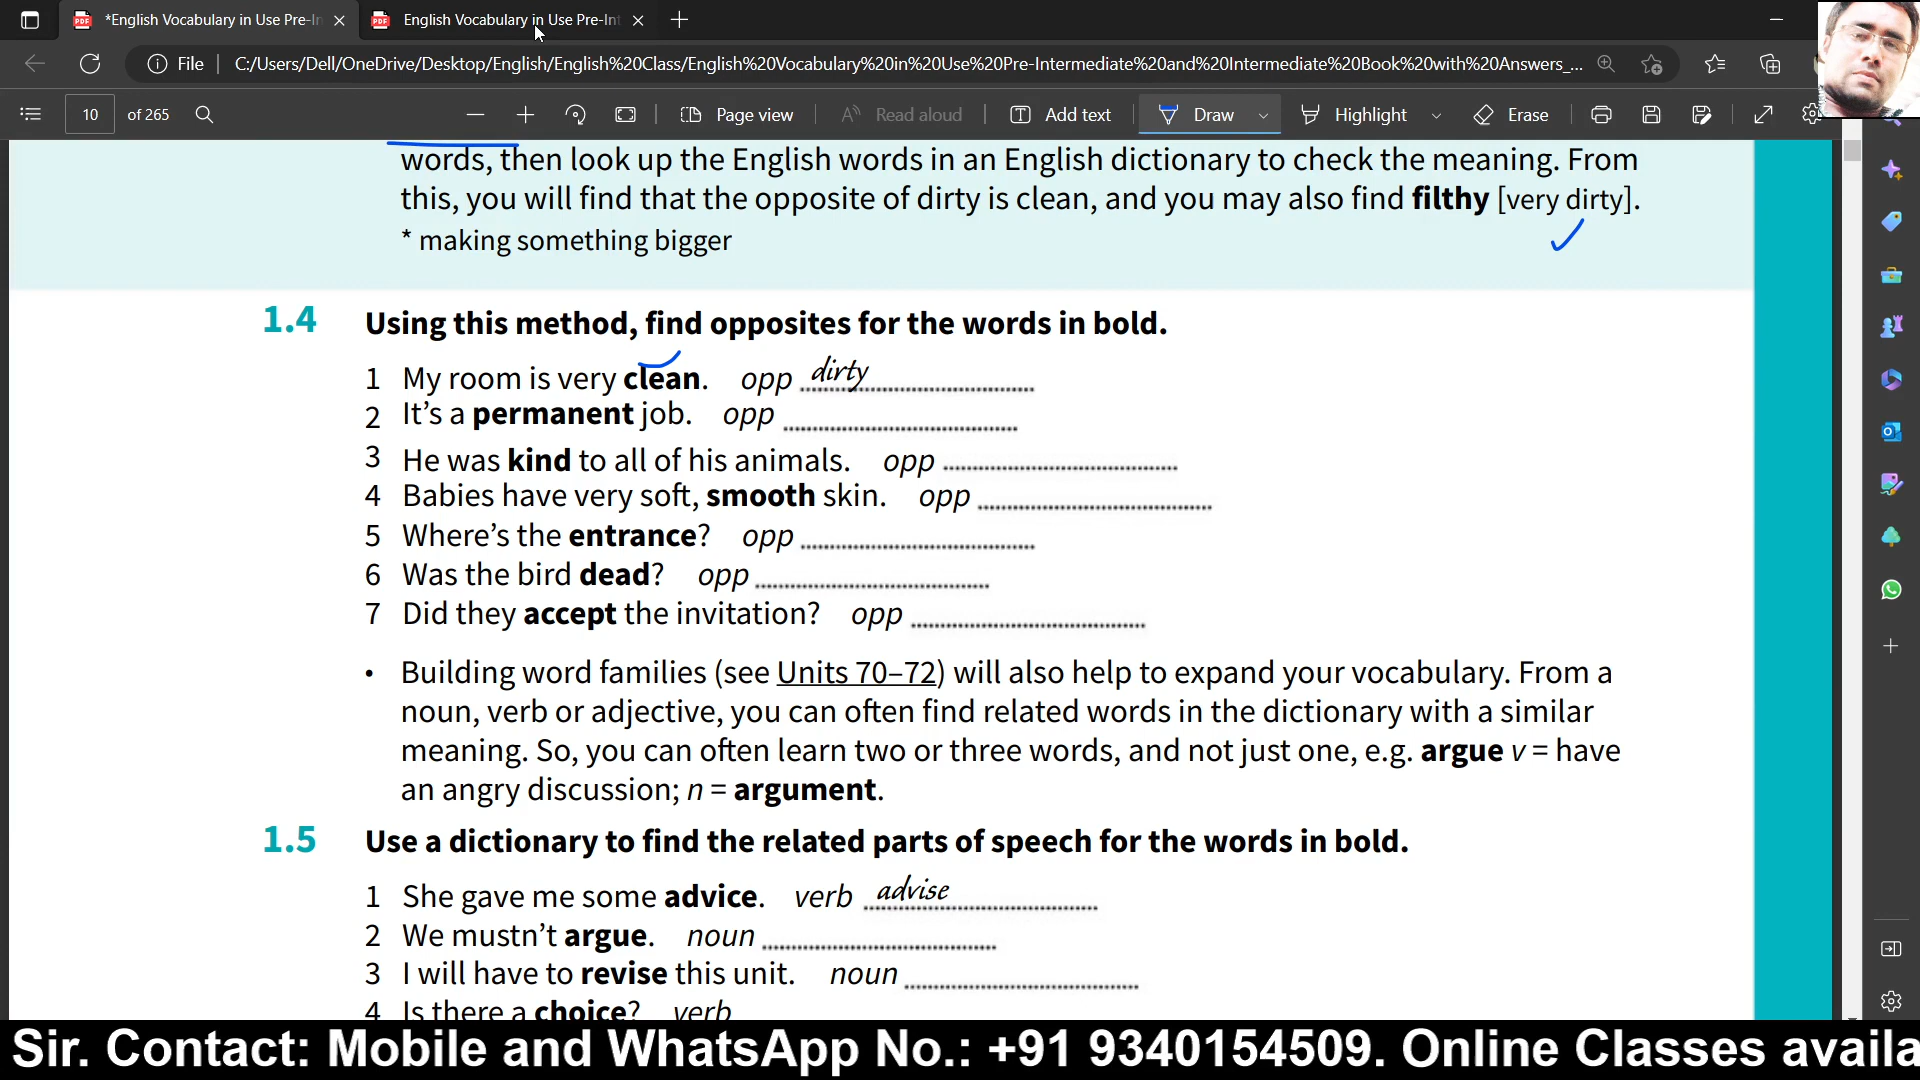 *English Vocabulary in Use Pre-In
English Vocabulary in Use Pre-Int
File
C:/Users/Dell/OneDrive/Desktop/English/English%20Class/English%20Vocabulary%20in%20Use%20Pre-Intermediate%20and%20Intermediate%20Book%20with%20Answers_...
10 of 265
Page view
Read aloud
Add text
Draw
Highlight
Erase
words, then look up the English words in an English dictionary to check the meaning. From
this, you will find that the opposite of dirty is clean, and you may also find filthy [very dirty].
* making something bigger
1.4 Using this method, find opposites for the words in bold.
1 My room is very clean. opp dirty
2 It's a permanent job. opp
3 He was kind to all of his animals. opp
4 Babies have very soft, smooth skin. opp
5 Where's the entrance? opp
6 Was the bird dead? opp
7 Did they accept the invitation? opp
• Building word families (see Units 70–72) will also help to expand your vocabulary. From a
noun, verb or adjective, you can often find related words in the dictionary with a similar
meaning. So, you can often learn two or three words, and not just one, e.g. argue v = have
an angry discussion; n = argument.
1.5 Use a dictionary to find the related parts of speech for the words in bold.
1 She gave me some advice. verb advise
2 We mustn't argue. noun
3 I will have to revise this unit. noun
4 Is there a choice? verb
Sir. Contact: Mobile and WhatsApp No.: +91 9340154509. Online Classes availa